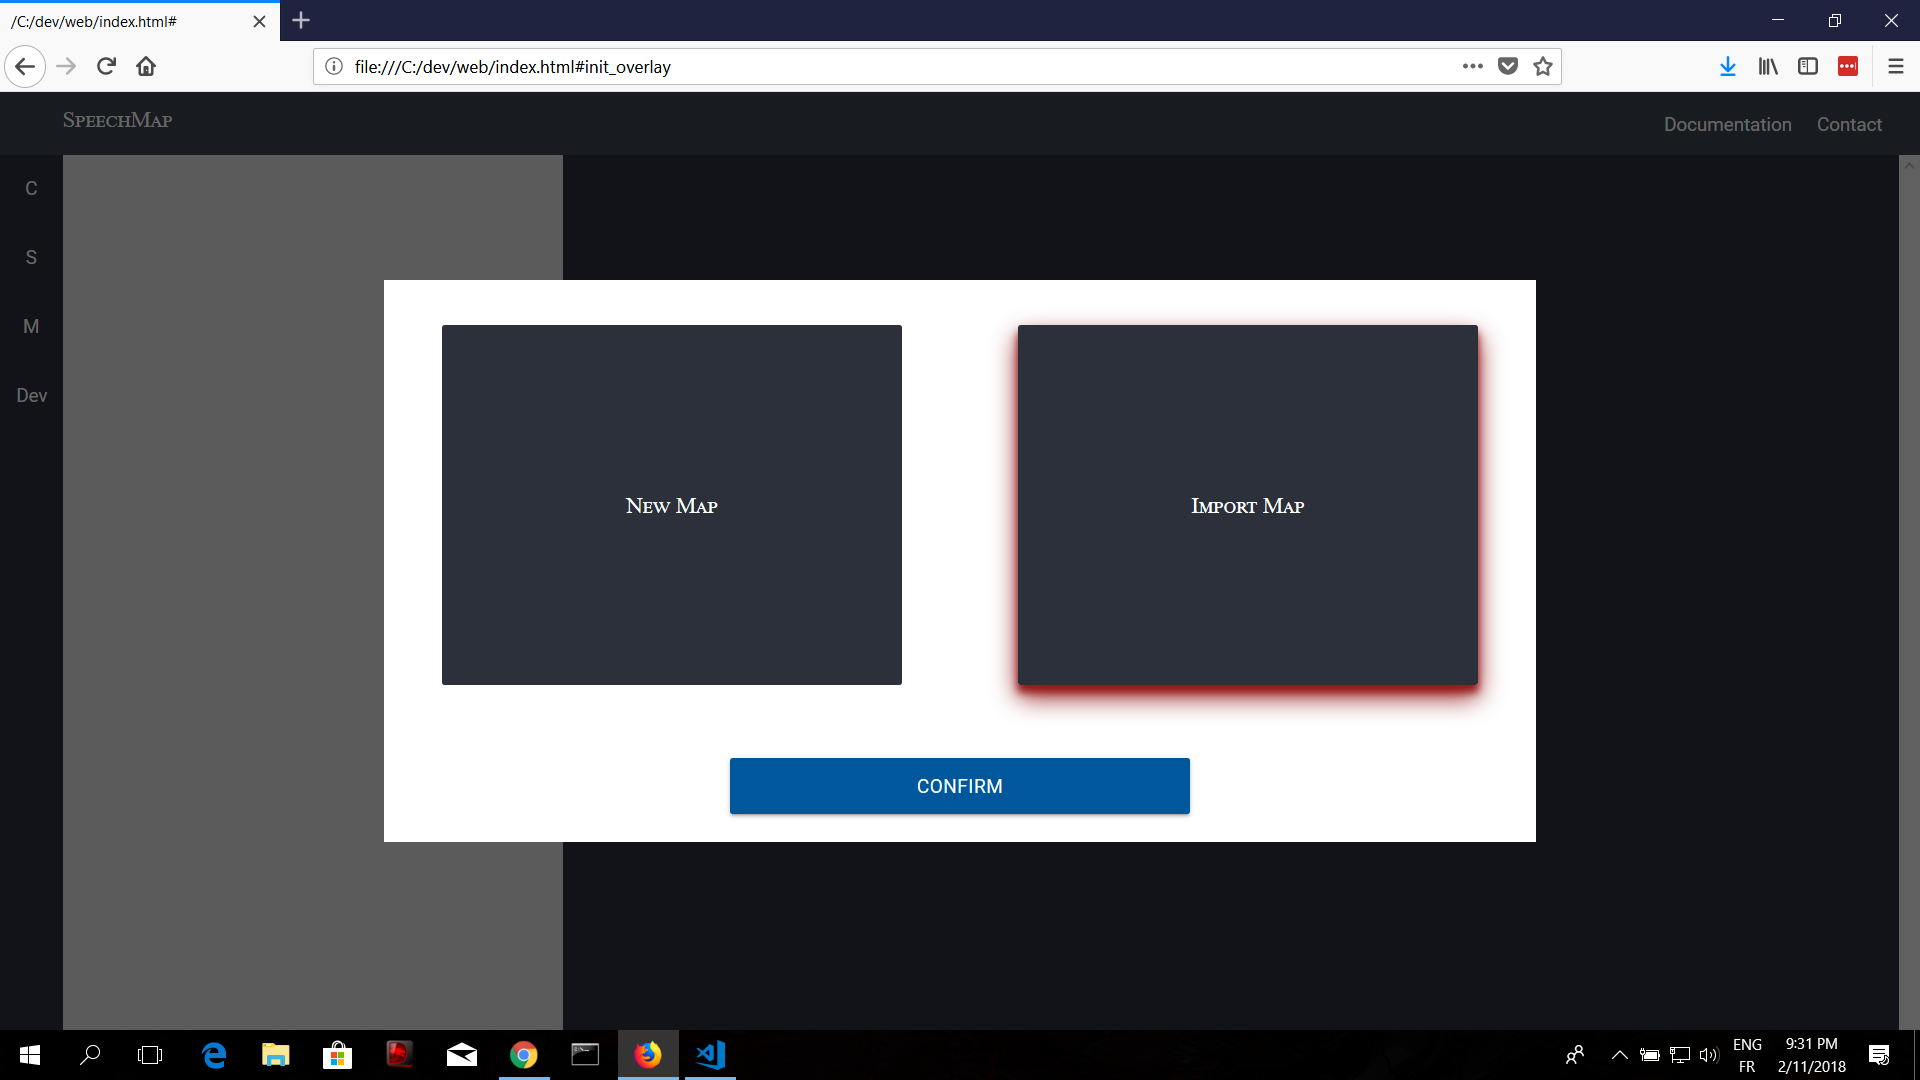 /C:/dev/web/index.html#
file:///C:/dev/web/index.html#init_overlay
SpeechMap
Documentation
Contact
C
S
M
Dev
New Map
Import Map
CONFIRM
ENG
FR
9:31 PM
2/11/2018